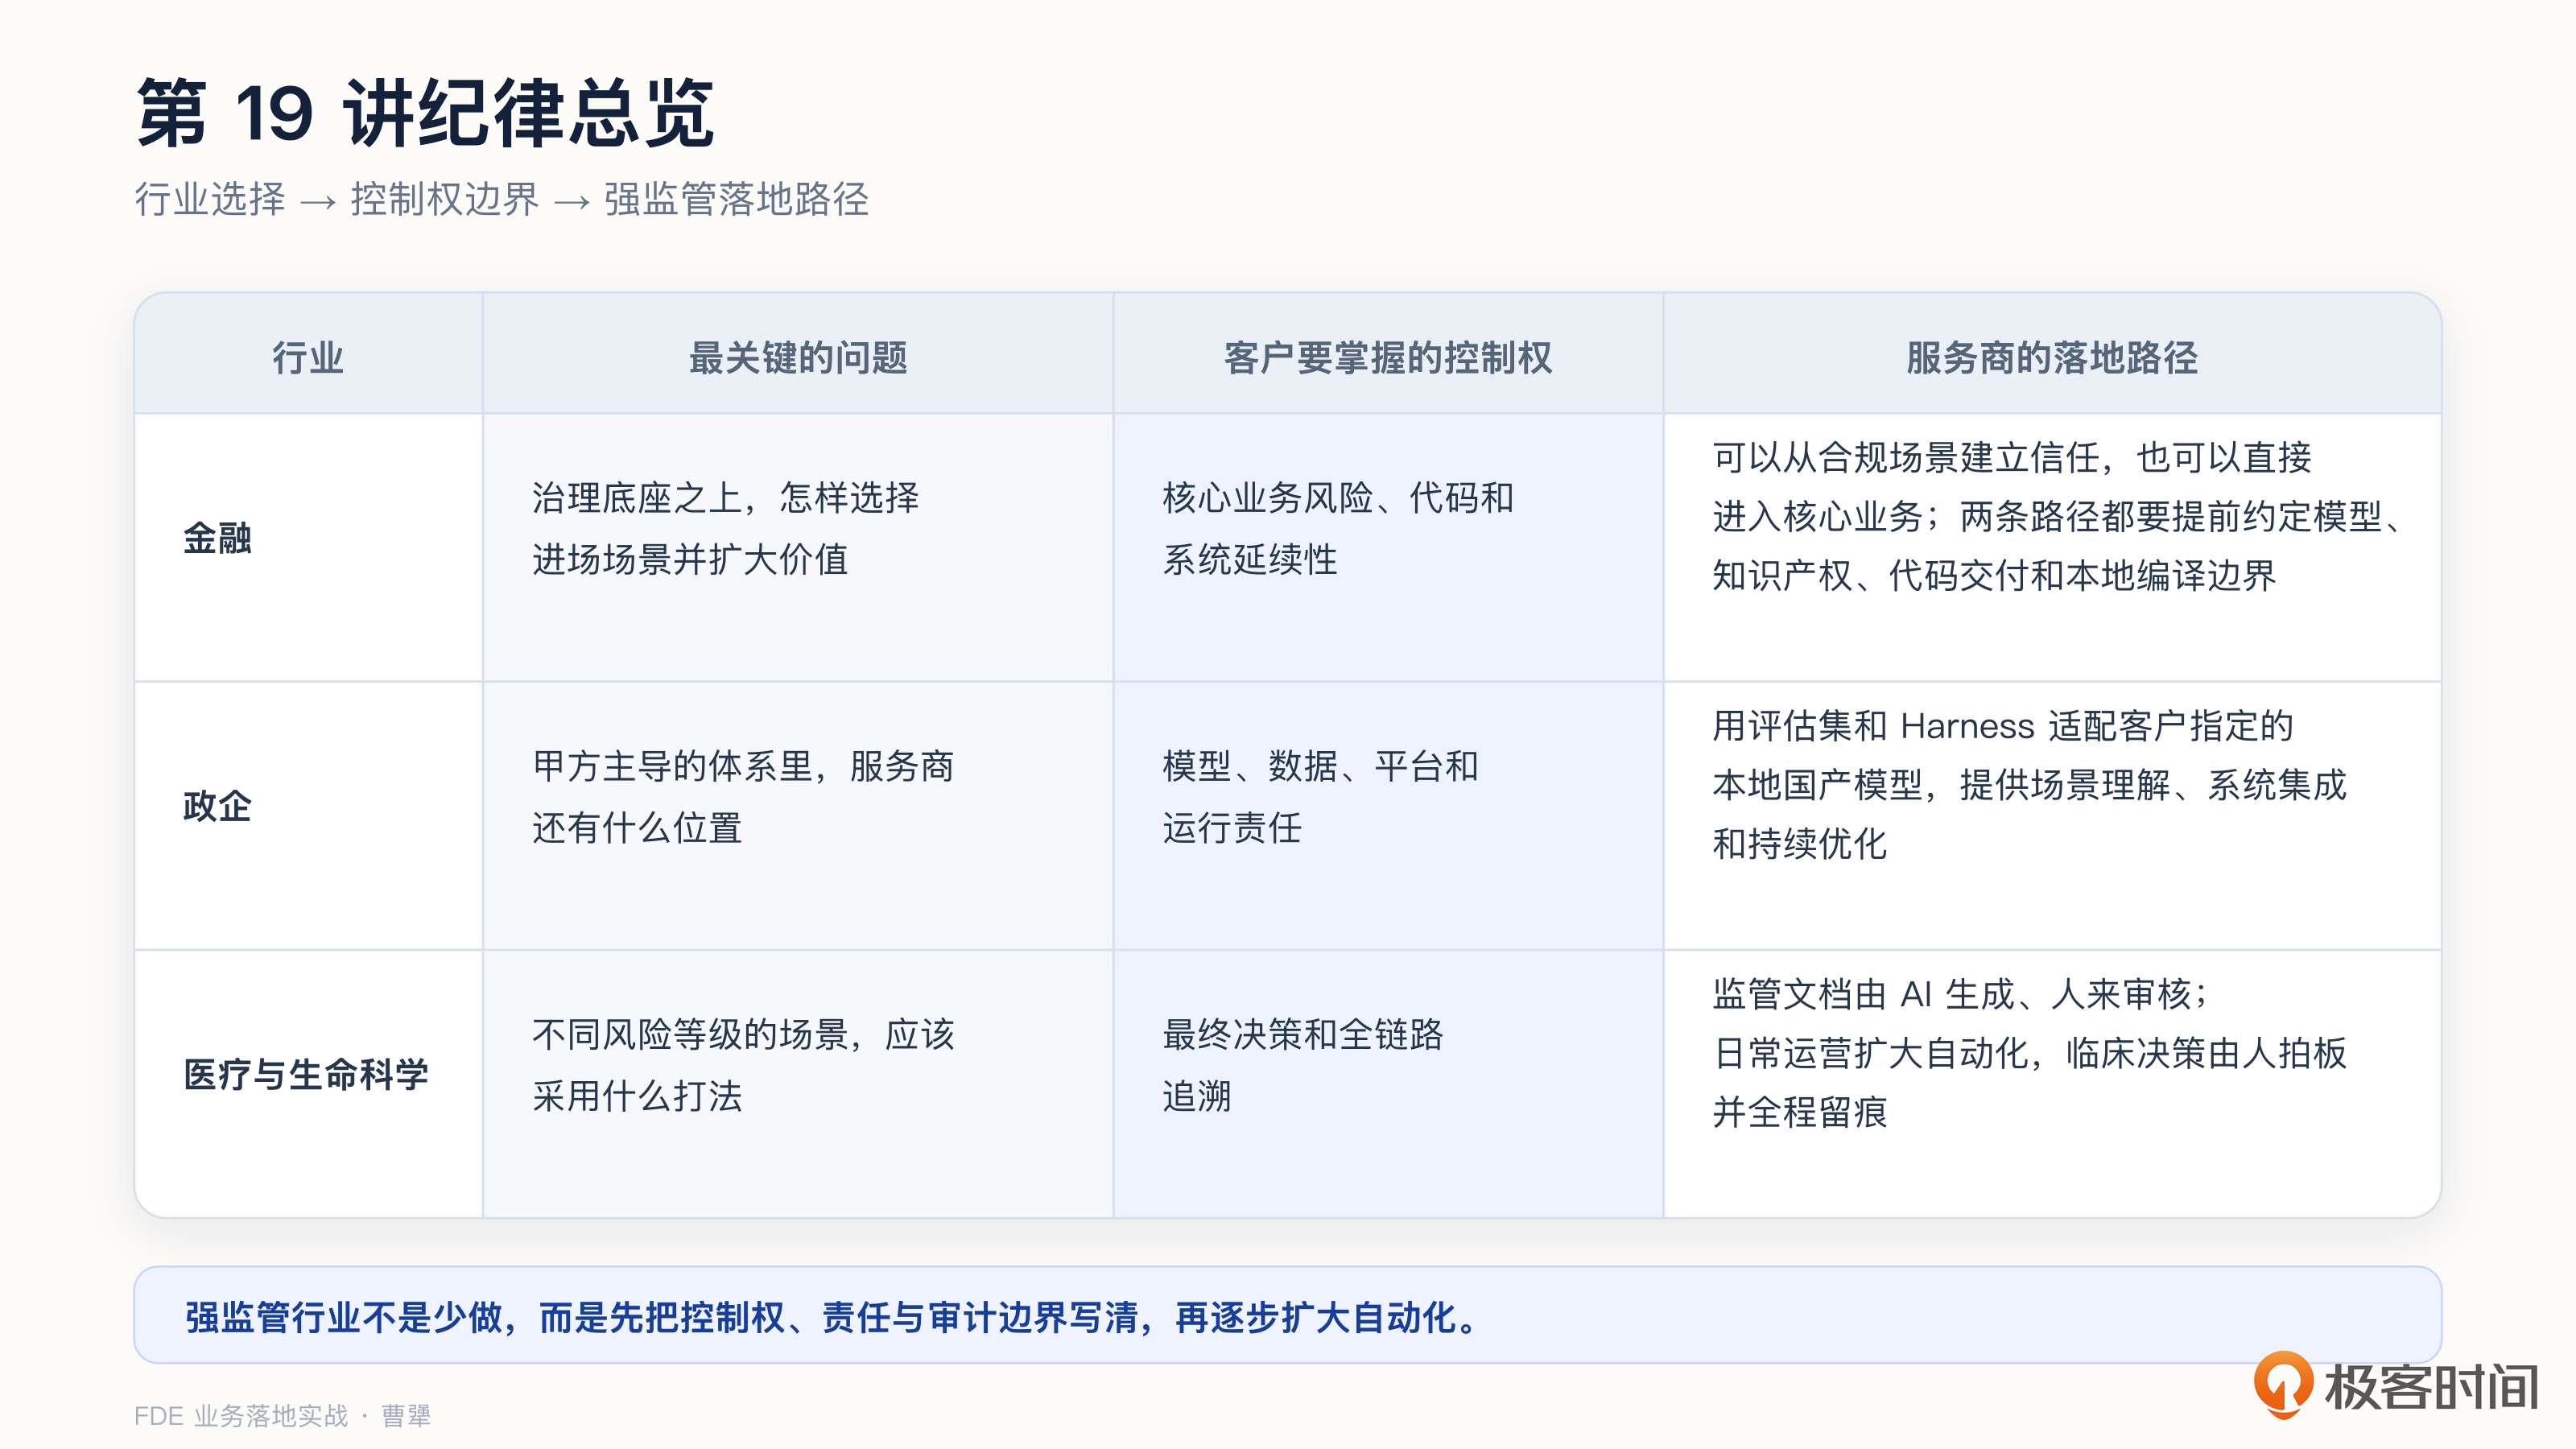 第 19 讲纪律总览
行业选择 → 控制权边界 → 强监管落地路径
行业
最关键的问题
客户要掌握的控制权
服务商的落地路径
金融
治理底座之上，怎样选择
进场场景并扩大价值
核心业务风险、代码和
系统延续性
可以从合规场景建立信任，也可以直接
进入核心业务；两条路径都要提前约定模型、
知识产权、代码交付和本地编译边界
政企
甲方主导的体系里，服务商
还有什么位置
模型、数据、平台和
运行责任
用评估集和 Harness 适配客户指定的
本地国产模型，提供场景理解、系统集成
和持续优化
医疗与生命科学
不同风险等级的场景，应该
采用什么打法
最终决策和全链路
追溯
监管文档由 AI 生成、人来审核；
日常运营扩大自动化，临床决策由人拍板
并全程留痕
强监管行业不是少做，而是先把控制权、责任与审计边界写清，再逐步扩大自动化。
FDE 业务落地实战 · 曹犟
极客时间